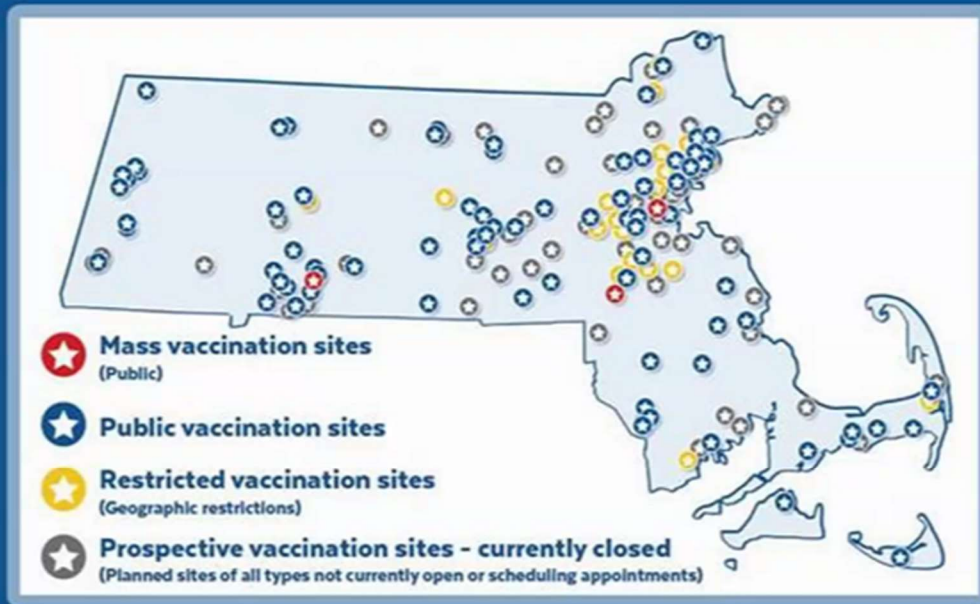 Mass vaccination sites
(Public)
Public vaccination sites
Restricted vaccination sites
(Geographic restrictions)
Prospective vaccination sites - currently closed
(Planned sites of all types not currently open or scheduling appointments)